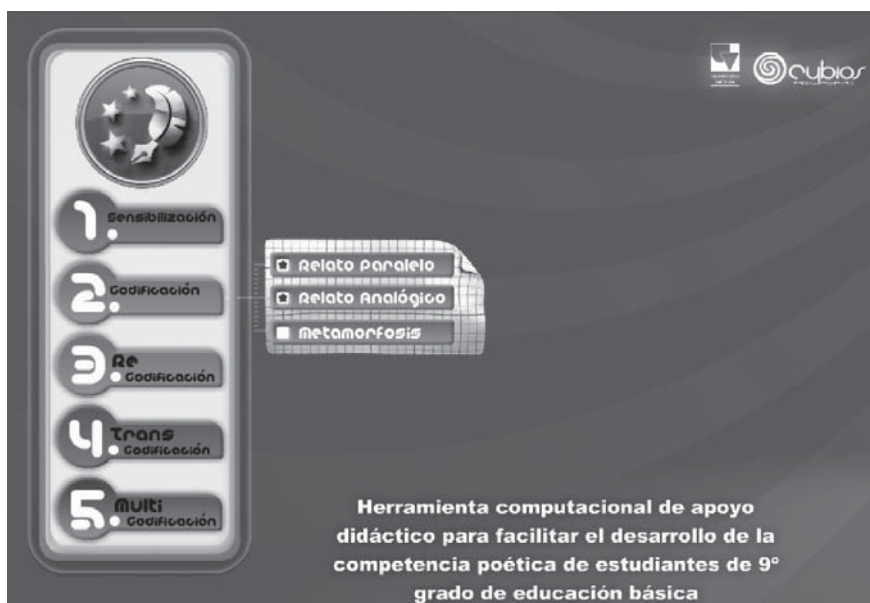 cybios
1.
Sensibilización
2.
Codificación
3.
Re
Codificación
4.
Trans
Codificación
5.
Multi
Codificación
Relato Paralelo
Relato Analógico
Metamorfosis
Herramienta computacional de apoyo
didáctico para facilitar el desarrollo de la
competencia poética de estudiantes de 9°
grado de educación básica